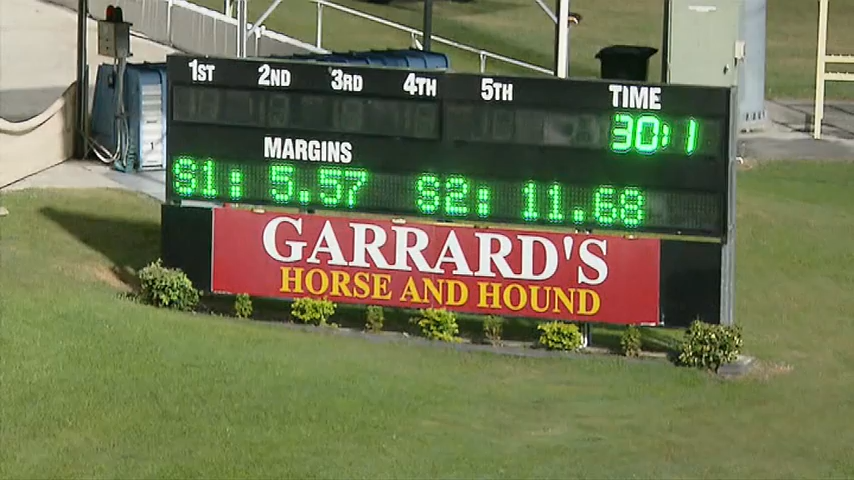 1ST 2ND 3RD 4TH 5TH TIME
30:1
MARGINS
S1: 5.57 S2: 11.68
GARRARD'S
HORSE AND HOUND